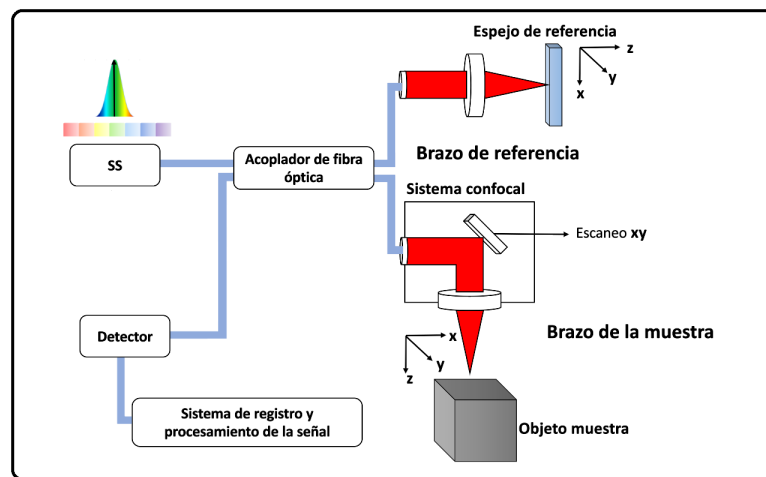 Espejo de referencia
z
y
x
SS
Acoplador de fibra
óptica
Brazo de referencia
Sistema confocal
Escaneo xy
Detector
Brazo de la muestra
x
y
z
Sistema de registro y
procesamiento de la señal
Objeto muestra